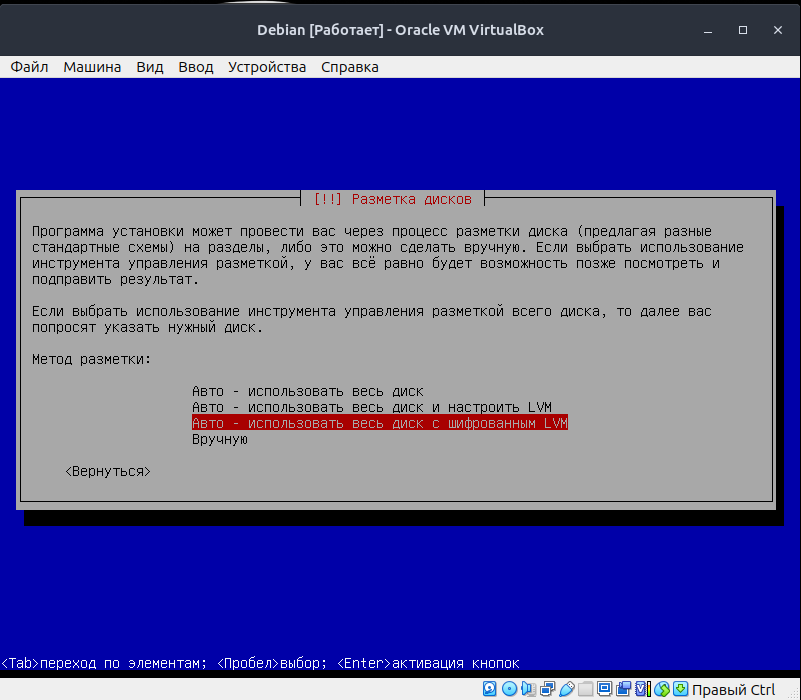 Debian [Работает] - Oracle VM VirtualBox
Файл Машина Вид Ввод Устройства Справка
[!!] Разметка дисков
Программа установки может провести вас через процесс разметки диска (предлагая разные
стандартные схемы) на разделы, либо это можно сделать вручную. Если выбрать использование
инструмента управления разметкой, у вас всё равно будет возможность позже посмотреть и
подправить результат.
Если выбрать использование инструмента управления разметкой всего диска, то далее вас
попросят указать нужный диск.
Метод разметки:
Авто - использовать весь диск
Авто - использовать весь диск и настроить LVM
Авто - использовать весь диск с шифрованным LVM
Вручную
<Вернуться>
<Tab>переход по элементам; <Пробел>выбор; <Enter>активация кнопок
Правый Ctrl